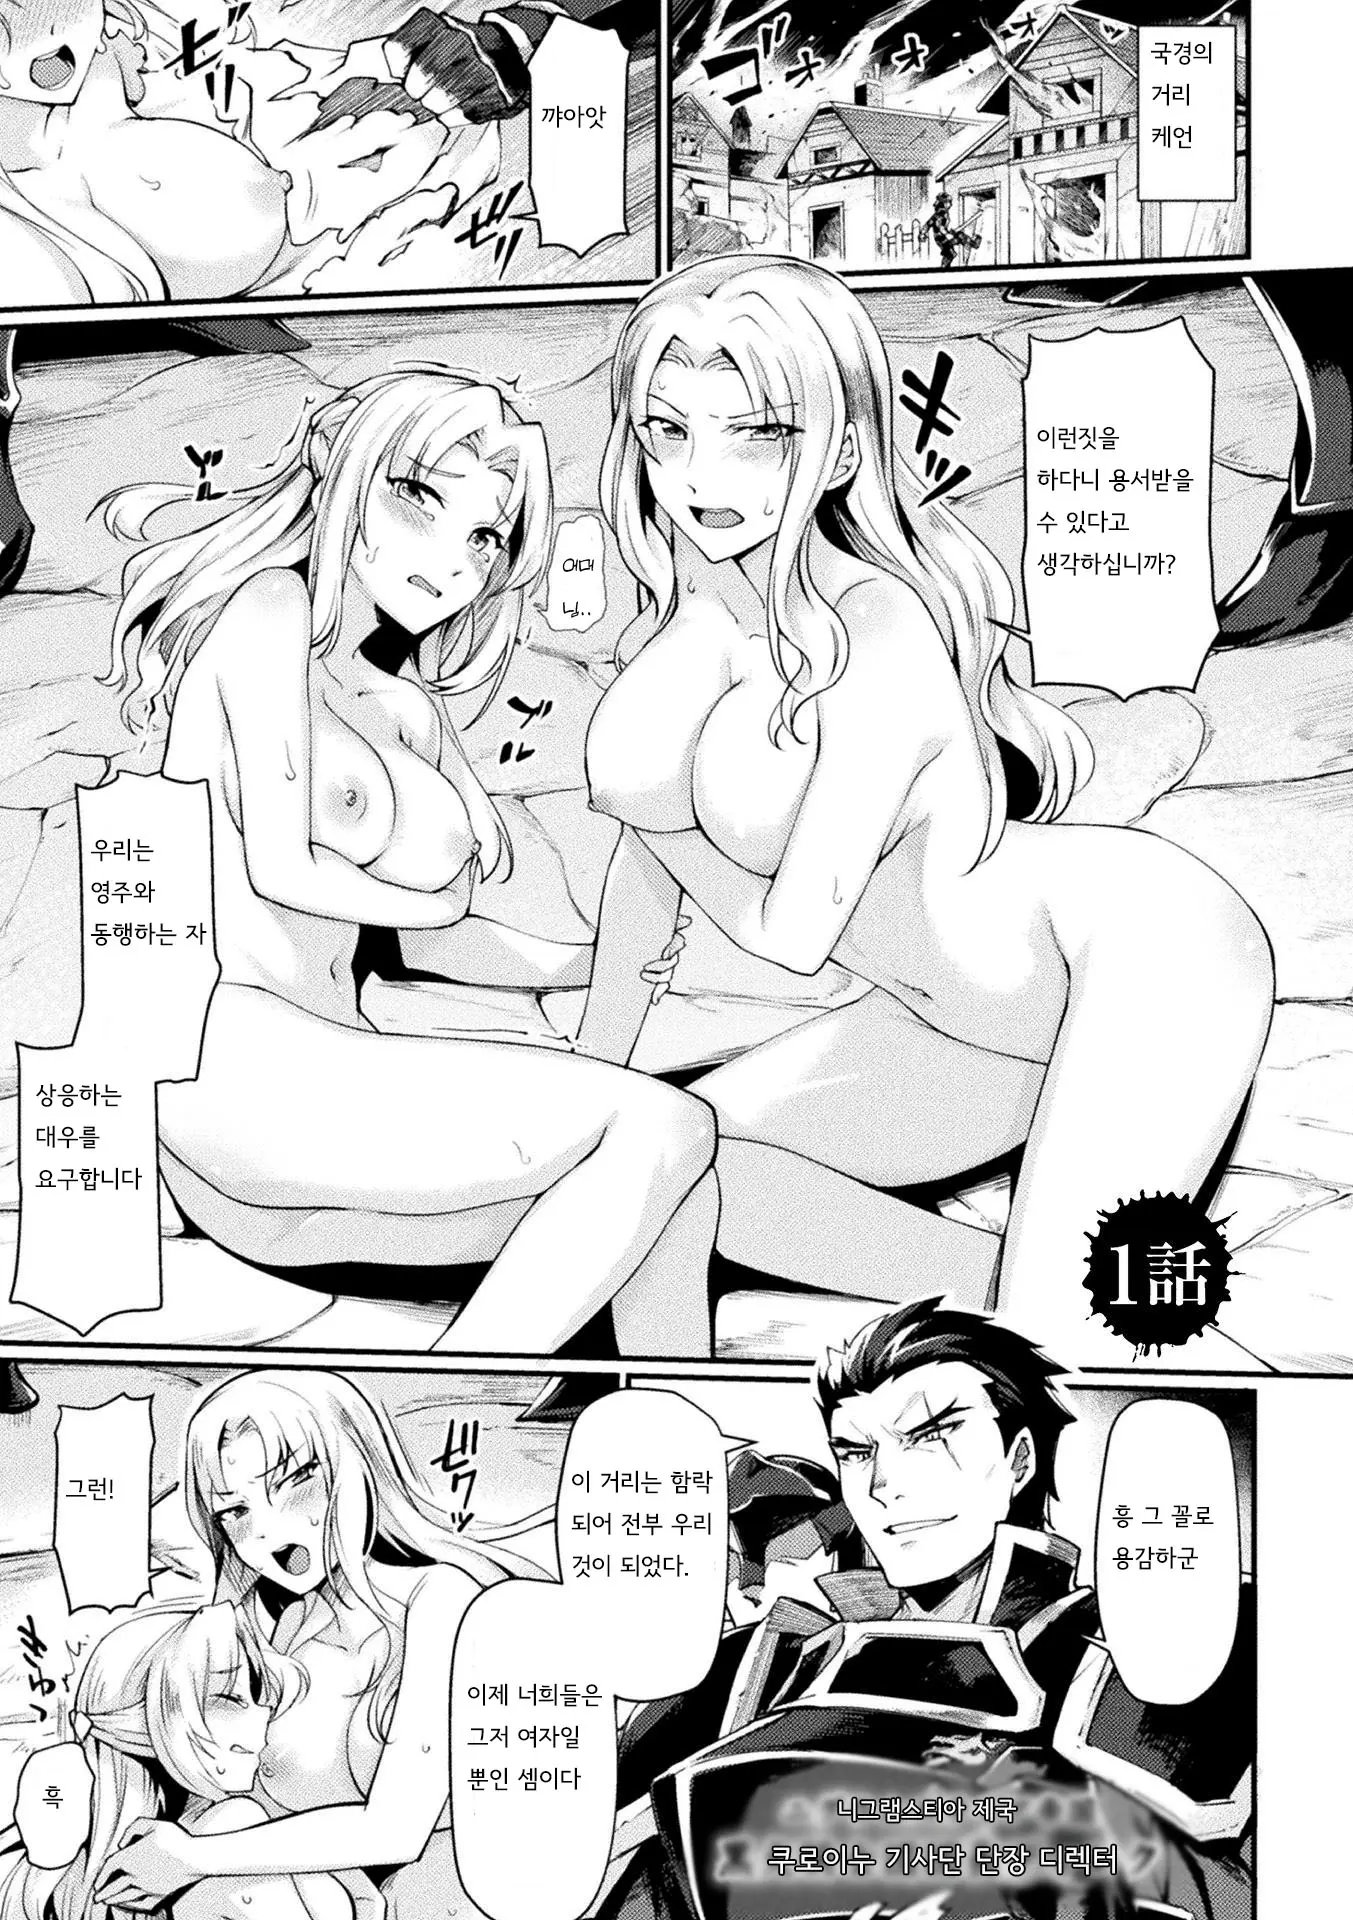 국경의
거리
케언
꺄아앗
이런짓을
하다니 용서받을
수 있다고
생각하십니까?
어머
님..
우리는
영주와
동행하는 자
상응하는
대우를
요구합니다
1話
흥 그 꼴로
용감하군
이 거리는 함락
되어 전부 우리
것이 되었다.
이제 너희들은
그저 여자일
뿐인 셈이다
니그램스티아 제국
쿠로이누 기사단 단장 디렉터
그런!
흑